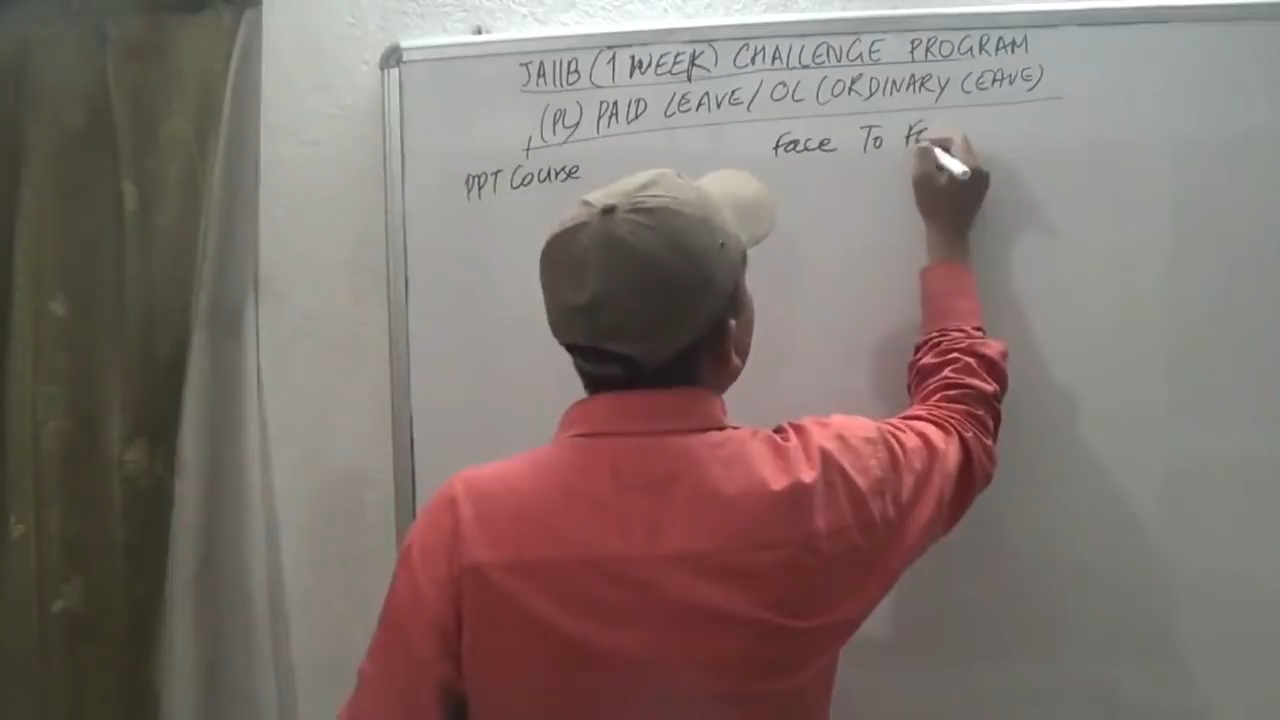 JAIIB (1 WEEK) CHALLENGE PROGRAM
(PL) PAID LEAVE/OL (ORDINARY LEAVE)
PPT Course
Face To